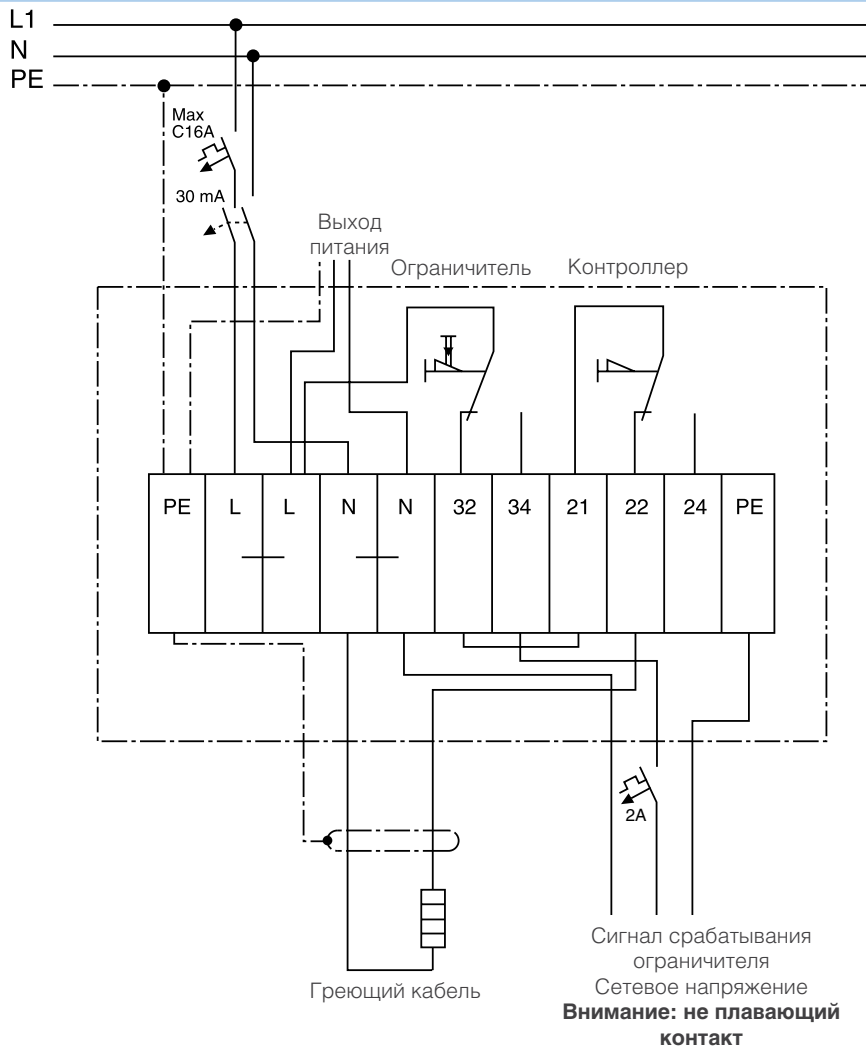 L1
N
PE
Max
C16A
30 mA
Выход
питания
Ограничитель
Контроллер
PE
L
L
N
N
32
34
21
22
24
PE
2A
Сигнал срабатывания
ограничителя
Сетевое напряжение
Внимание: не плавающий
контакт
Греющий кабель